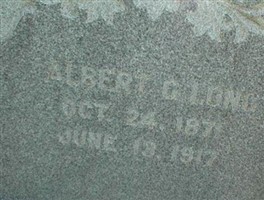 ALBERT G. LONG
OCT. 24, 1871
JUNE 13, 1917